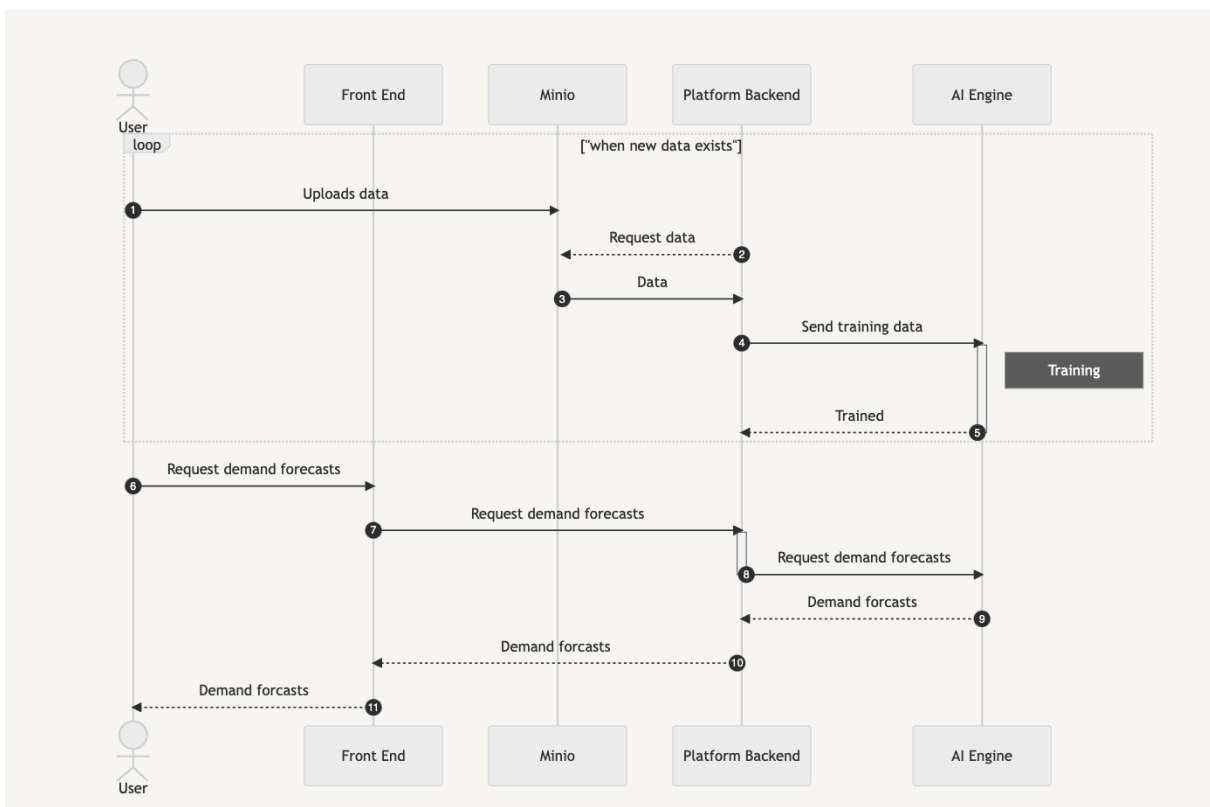 Front End
Minio
Platform Backend
AI Engine
User
loop
["when new data exists"]
Uploads data
1
Request data
2
Data
3
Send training data
4
Training
Trained
5
Request demand forecasts
6
Request demand forecasts
7
Request demand forecasts
8
Demand forcasts
9
Demand forcasts
10
Demand forcasts
11
Front End
Minio
Platform Backend
AI Engine
User